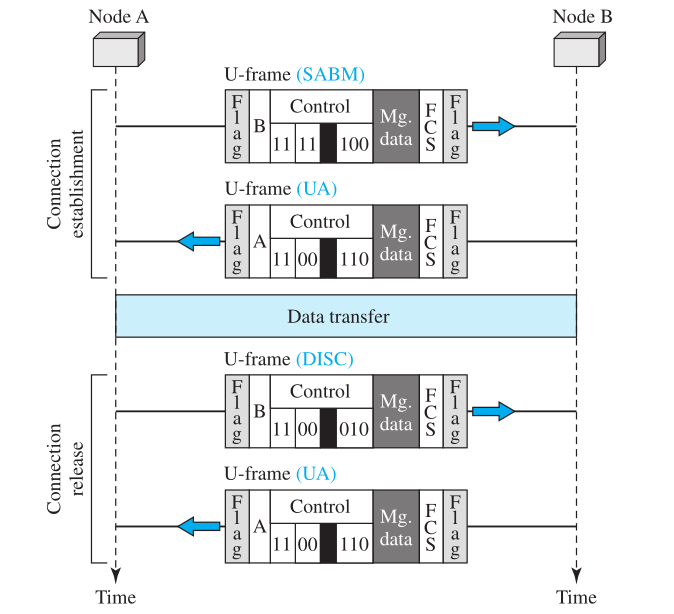 Node A
Node B
U-frame (SABM)
Flag
B
Control
11 11 100
Mg.
data
FCS
Flag
Connection
establishment
U-frame (UA)
Flag
A
Control
11 00 110
Mg.
data
FCS
Flag
Data transfer
U-frame (DISC)
Flag
B
Control
11 00 010
Mg.
data
FCS
Flag
Connection
release
U-frame (UA)
Flag
A
Control
11 00 110
Mg.
data
FCS
Flag
Time
Time